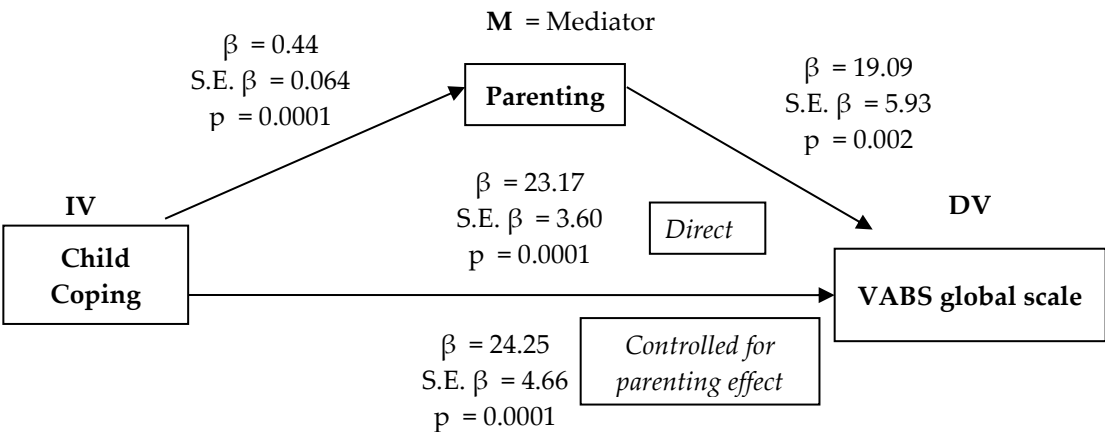 M = Mediator
β = 0.44
S.E. β = 0.064
p = 0.0001
Parenting
β = 19.09
S.E. β = 5.93
p = 0.002
IV
Child
Coping
β = 23.17
S.E. β = 3.60
p = 0.0001
Direct
DV
VABS global scale
β = 24.25
S.E. β = 4.66
p = 0.0001
Controlled for
parenting effect